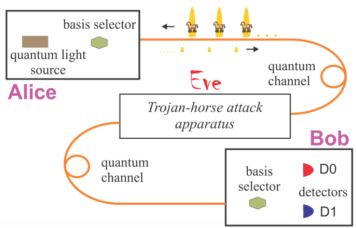 basis selector
quantum light
source
Alice
quantum
channel
Eve
Trojan-horse attack
apparatus
Bob
quantum
channel
basis
selector
D0
detectors
D1